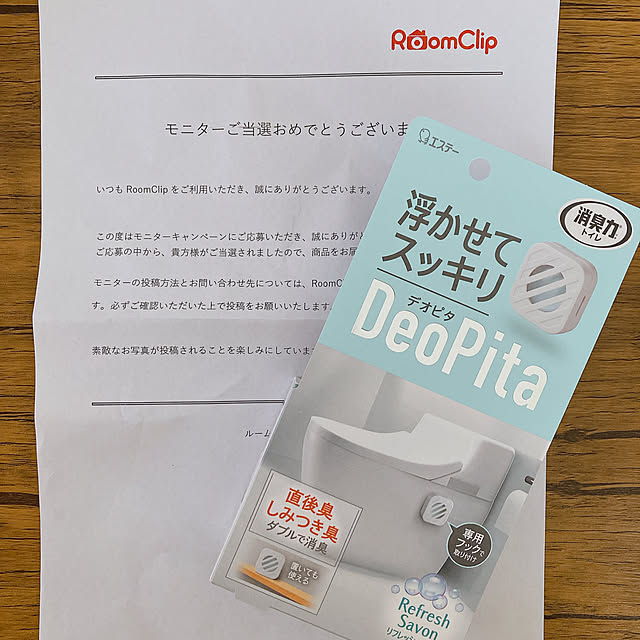 RoomClip
モニターご当選おめでとうございま
いつも RoomClip をご利用いただき、誠にありがとうございます。
この度はモニターキャンペーンにご応募いただき、誠にありがと
ご応募の中から、貴方様がご当選されましたので、商品をお届
モニターの投稿方法とお問い合わせ先については、RoomC
す。必ずご確認いただいた上で投稿をお願いいたします。
素敵なお写真が投稿されることを楽しみにしています
ルーム
エステー
消臭力
トイレ
浮かせて
スッキリ
デオピタ
DeoPita
直後臭
しみつき臭
ダブルで消臭
置いても
使える
専用
フックで
取り付け
Refresh
Savon
リフレッシ